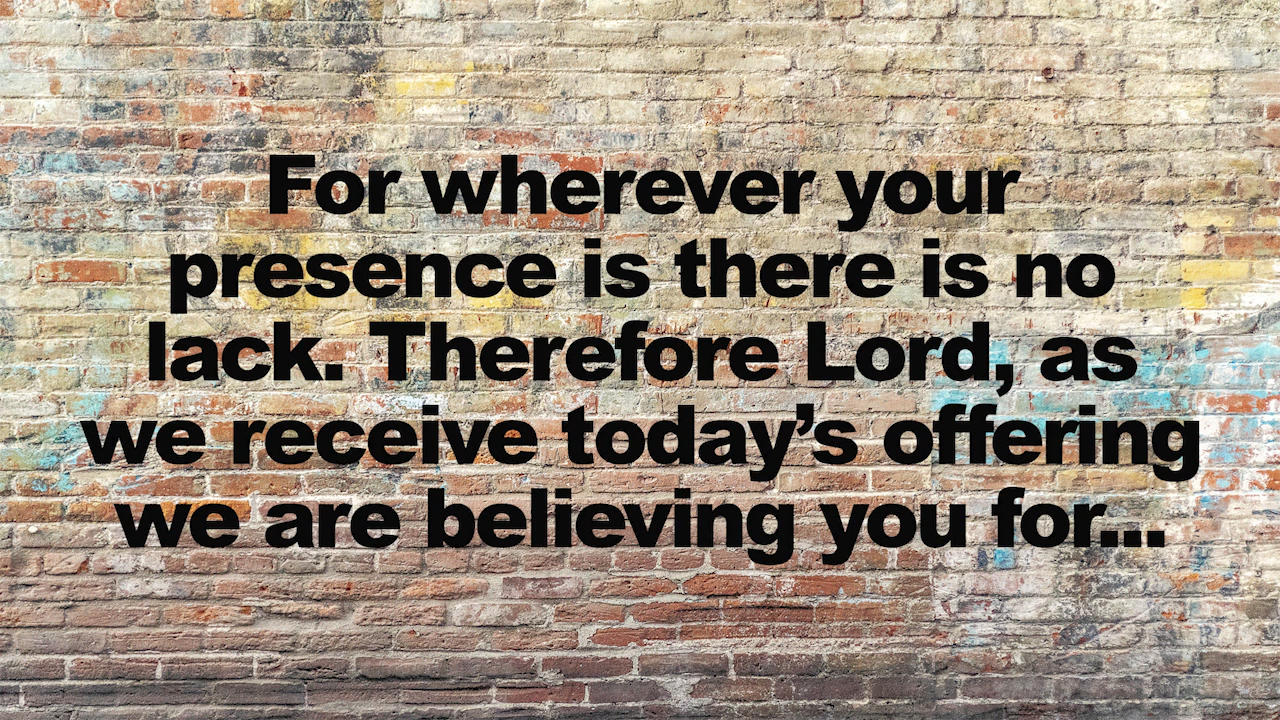 For wherever your
presence is there is no
lack. Therefore Lord, as
we receive today’s offering
we are believing you for...